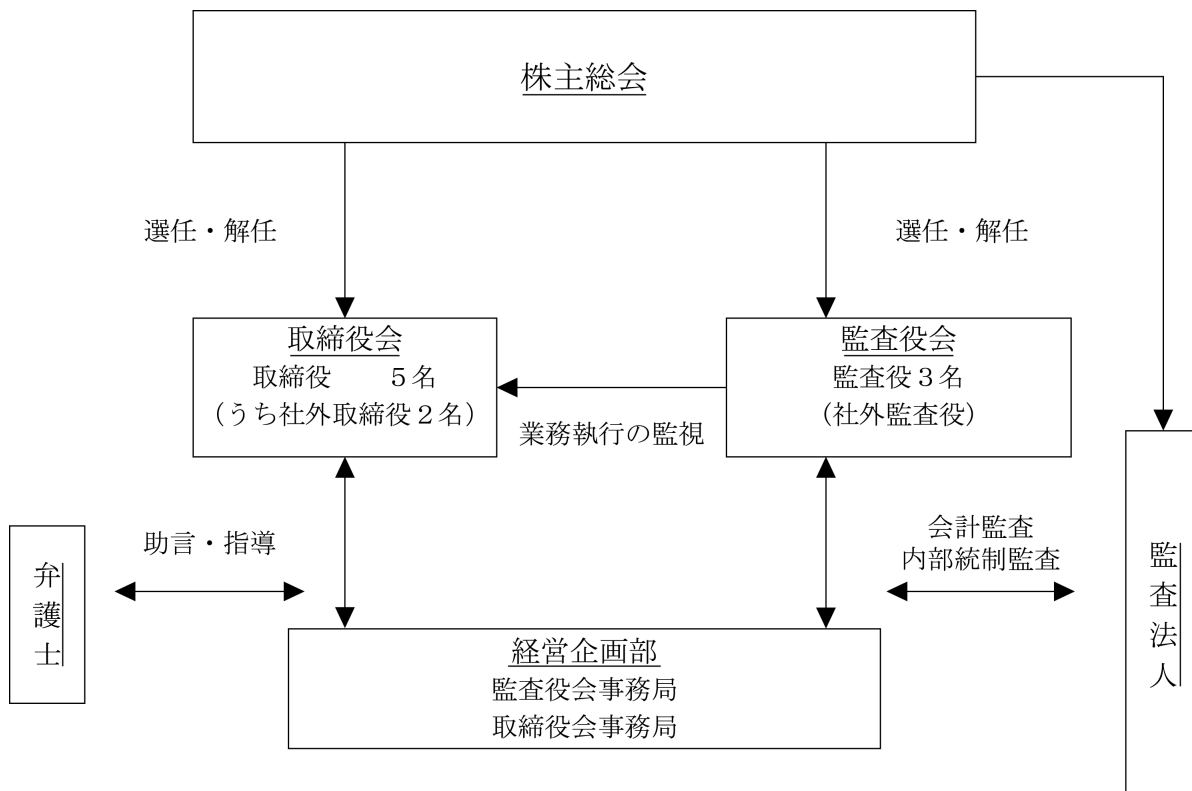 株主総会
選任・解任
選任・解任
取締役会
取締役　　５名
（うち社外取締役２名）
業務執行の監視
監査役会
監査役３名
（社外監査役）
弁護士
助言・指導
会計監査
内部統制監査
監査法人
経営企画部
監査役会事務局
取締役会事務局